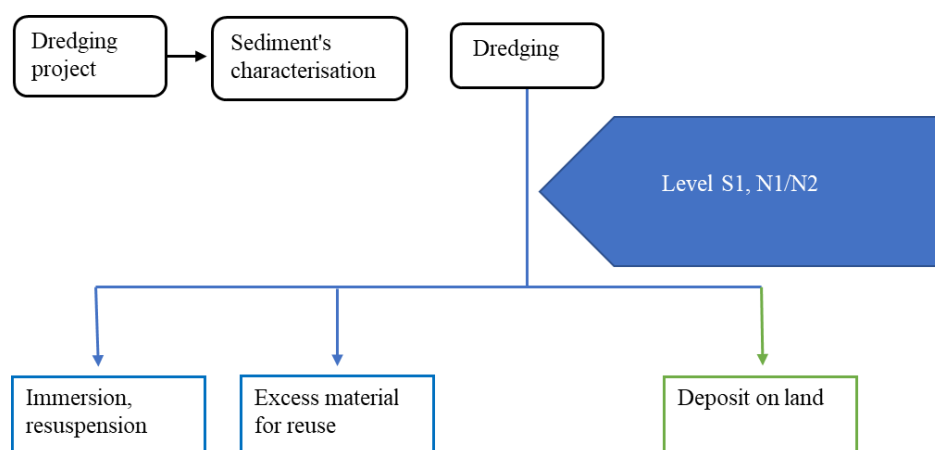 Dredging
project
Sediment's
characterisation
Dredging
Level S1, N1/N2
Immersion,
resuspension
Excess material
for reuse
Deposit on land